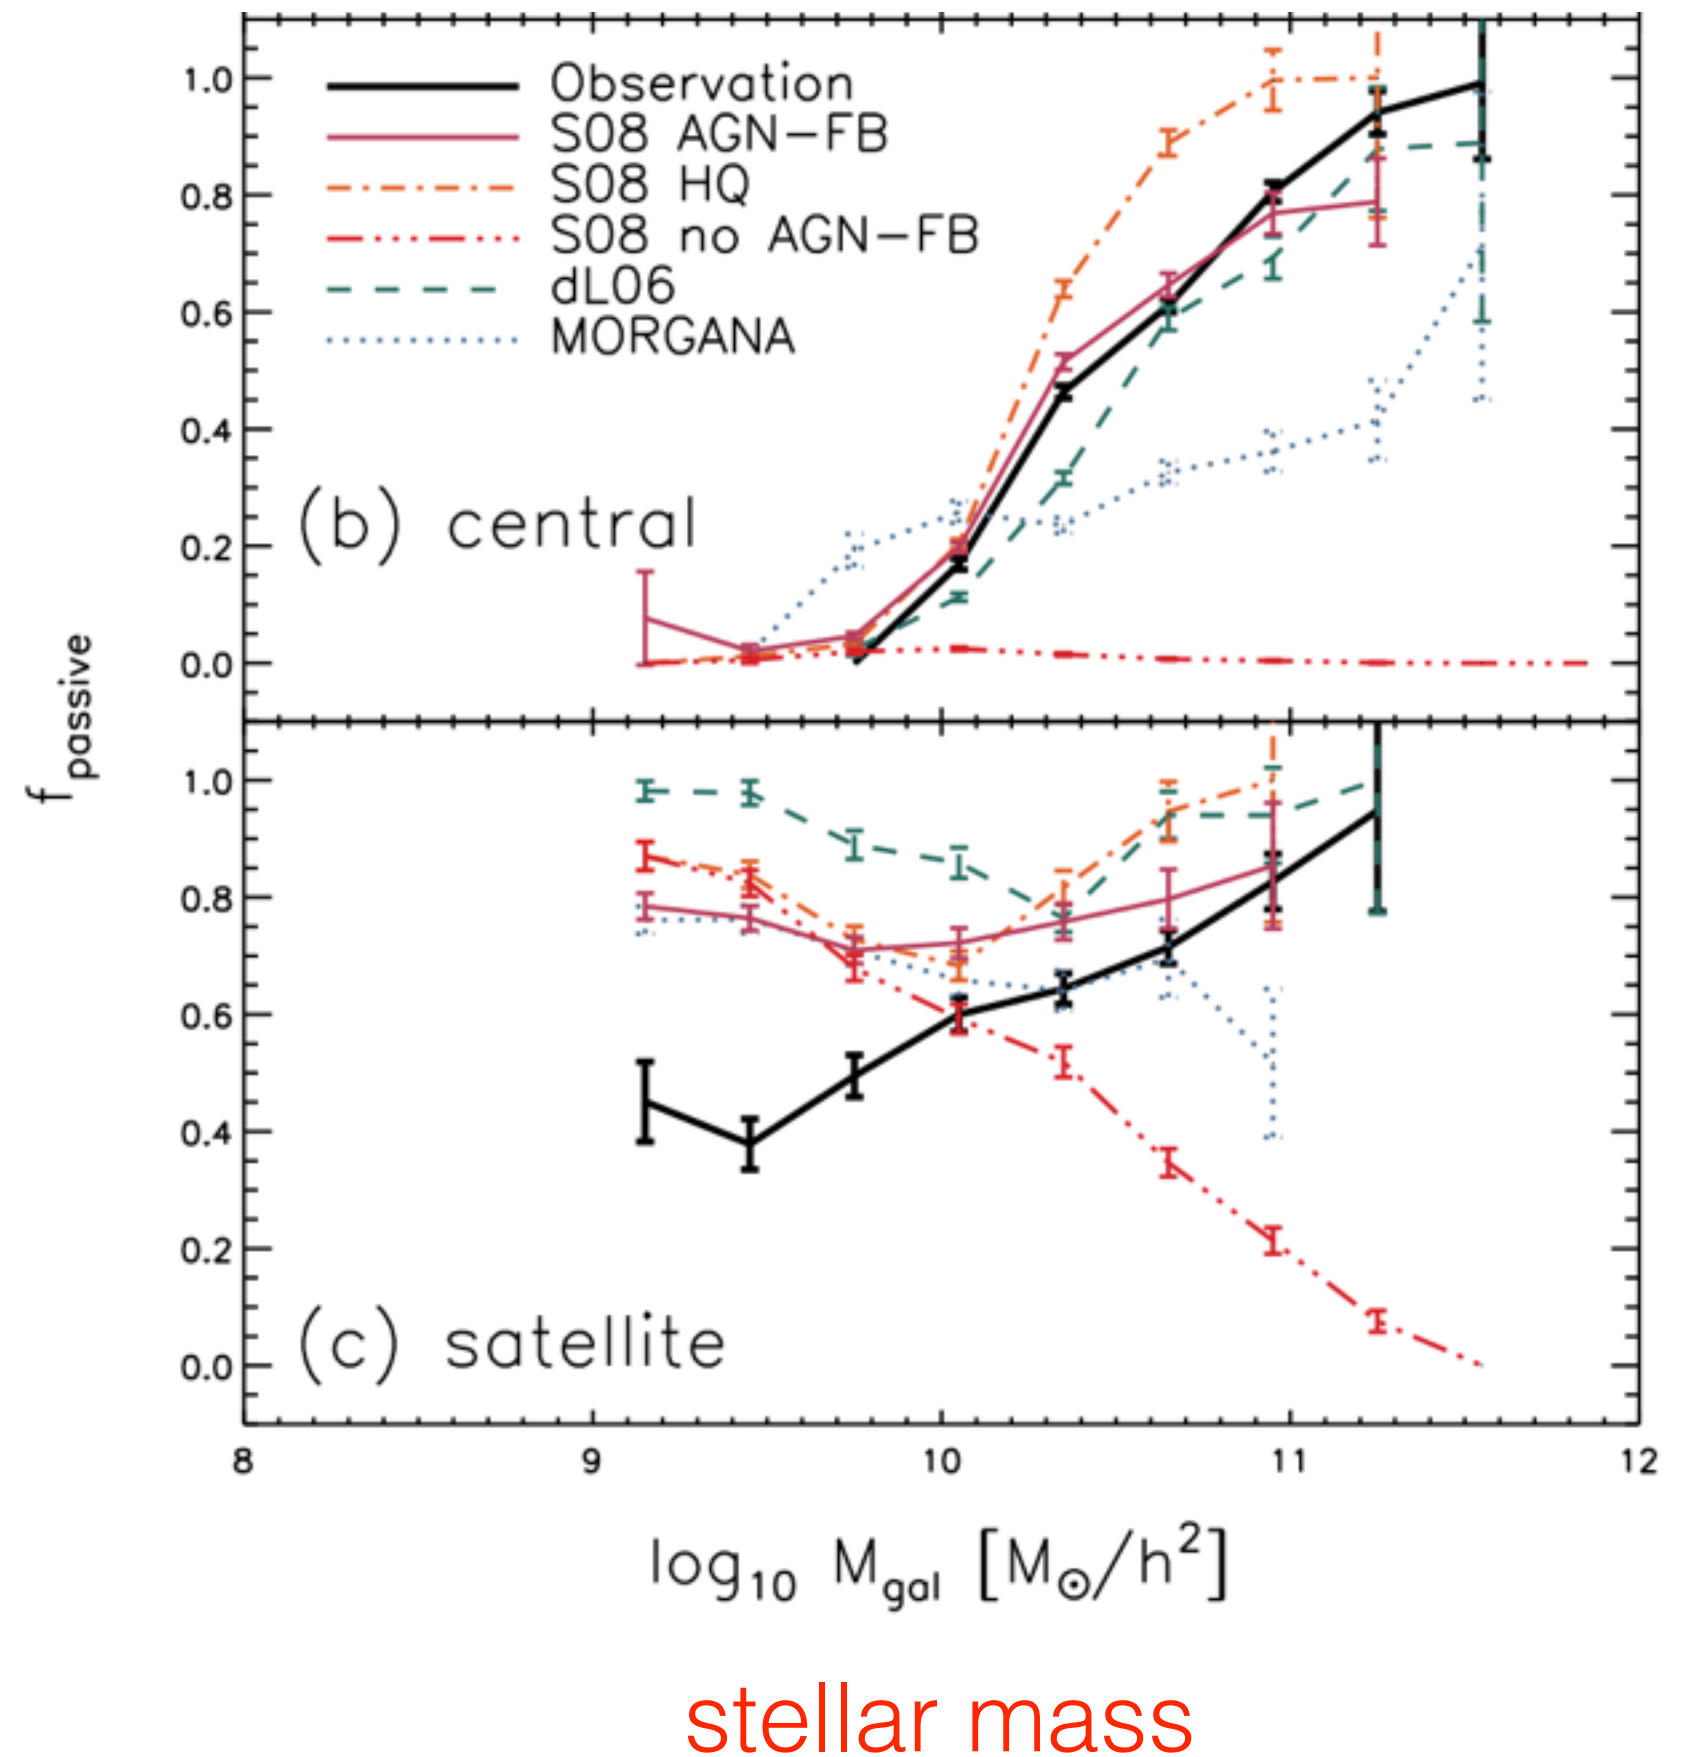 Observation
S08 AGN-FB
S08 HQ
S08 no AGN-FB
dL06
MORGANA
1.0
0.8
0.6
0.4
0.2
0.0
(b) central
f passive
1.0
0.8
0.6
0.4
0.2
0.0
(c) satellite
8 9 10 11 12
log₁₀ M_gal [M_⊙/h²]
stellar mass